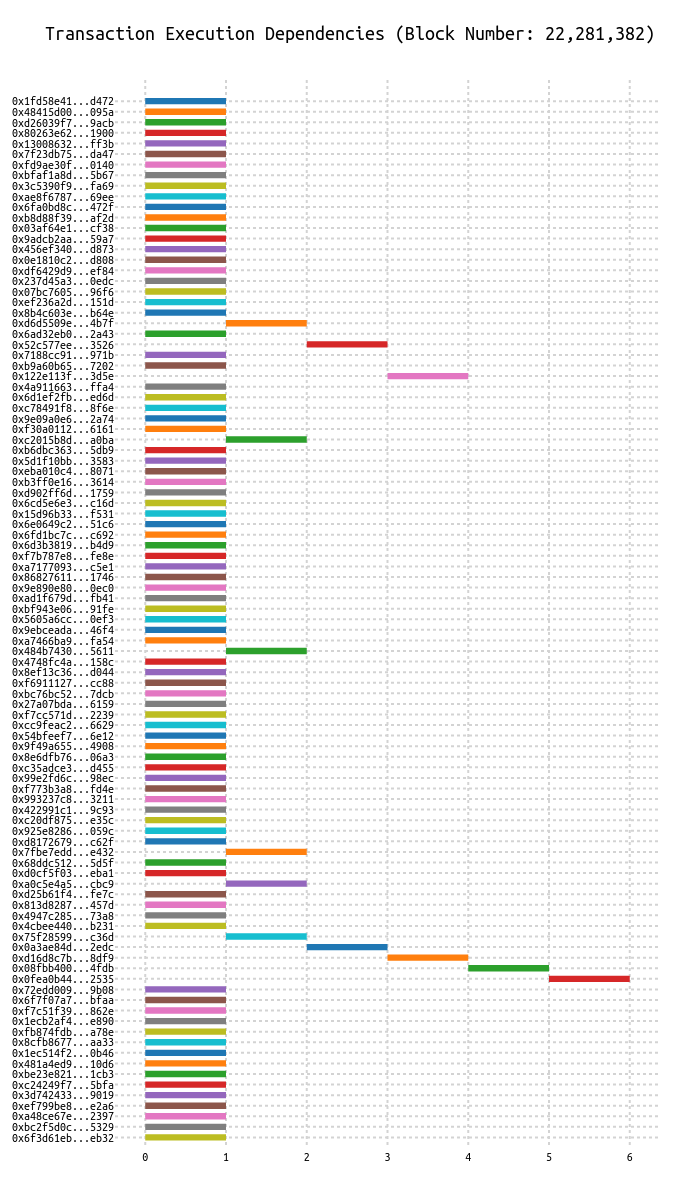 Transaction Execution Dependencies (Block Number: 22,281,382)
0x1fd58e41...d472
0x48415d00...095a
0xd26039f7...9acb
0x80263e62...1900
0x13008632...ff3b
0x7f23db75...da47
0xfd9ae30f...0140
0xbfaf1a8d...5b67
0x3c5390f9...fa69
0xae8f6787...69ee
0x6fa0bd8c...472f
0xb8d88f39...af2d
0x03af64e1...cf38
0x9adcb2aa...59a7
0x456ef340...d873
0x0e1810c2...d808
0xdf6429d9...ef84
0x237d45a3...0edc
0x07bc7605...96f6
0xef236a2d...151d
0x8b4c603e...b64e
0xd6d5509e...4b7f
0x6ad32eb0...2a43
0x52c577ee...3526
0x7188cc91...971b
0xb9a60b65...7202
0x122e113f...3d5e
0x4a911663...ffa4
0x6d1ef2fb...ed6d
0xc78491f8...8f6e
0x9e09a0e6...2a74
0xf30a0112...6161
0xc2015b8d...a0ba
0xb6dbc363...5db9
0x5d1f10bb...3583
0xeba010c4...8071
0xb3ff0e16...3614
0xd902ff6d...1759
0x6cd5e6e3...c16d
0x15d96b33...f531
0x6e0649c2...51c6
0x6fd1bc7c...c692
0x6d3b3819...b4d9
0xf7b787e8...fe8e
0xa7177093...c5e1
0x86827611...1746
0x9e890e80...0ec0
0xad1f679d...fb41
0xbf943e06...91fe
0x5605a6cc...0ef3
0x9ebceada...46f4
0xa7466ba9...fa54
0x484b7430...5611
0x4748fc4a...158c
0x8ef13c36...d044
0xf6911127...cc88
0xbc76bc52...7dcb
0x27a07bda...6159
0xf7cc571d...2239
0xcc9feac2...6629
0x54bfeef7...6e12
0x9f49a655...4908
0x8e6dfb76...06a3
0xc35adce3...d455
0x99e2fd6c...98ec
0xf773b3a8...fd4e
0x993237c8...3211
0x422991c1...9c93
0xc20df875...e35c
0x925e8286...059c
0xd8172679...c62f
0x7fbe7edd...e432
0x68ddc512...5d5f
0xd0cf5f03...eba1
0xa0c5e4a5...cbc9
0xd25b61f4...fe7c
0x813d8287...457d
0x4947c285...73a8
0x4cbee440...b231
0x75f28599...c36d
0x0a3ae84d...2edc
0xd16d8c7b...8df9
0x08fbb400...4fdb
0x0fea0b44...2535
0x72edd009...9b08
0x6f7f07a7...bfaa
0xf7c51f39...862e
0x1ecb2af4...e890
0xfb874fdb...a78e
0x8cfb8677...aa33
0x1ec514f2...0b46
0x481a4ed9...10d6
0xbe23e821...1cb3
0xc24249f7...5bfa
0x3d742433...9019
0xef799be8...e2a6
0xa48ce67e...2397
0xbc2f5d0c...5329
0x6f3d61eb...eb32
0 1 2 3 4 5 6